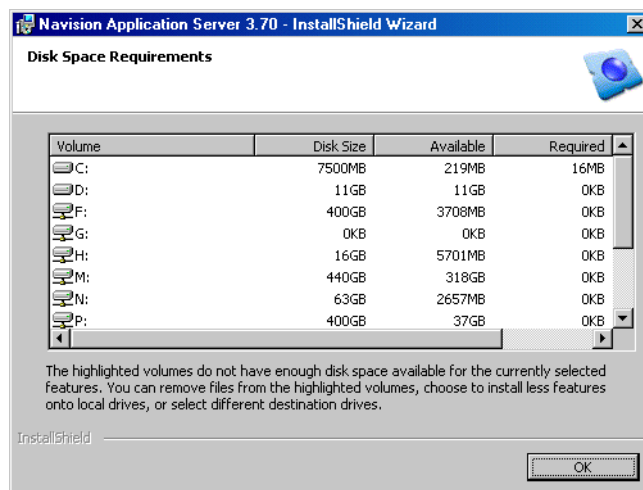 Navision Application Server 3.70 - InstallShield Wizard
Disk Space Requirements
Volume Disk Size Available Required
C: 7500MB 219MB 16MB
D: 11GB 11GB 0KB
F: 400GB 3708MB 0KB
G: 0KB 0KB 0KB
H: 16GB 5701MB 0KB
M: 440GB 318GB 0KB
N: 63GB 2657MB 0KB
P: 400GB 37GB 0KB
The highlighted volumes do not have enough disk space available for the currently selected
features. You can remove files from the highlighted volumes, choose to install less features
onto local drives, or select different destination drives.
InstallShield
OK